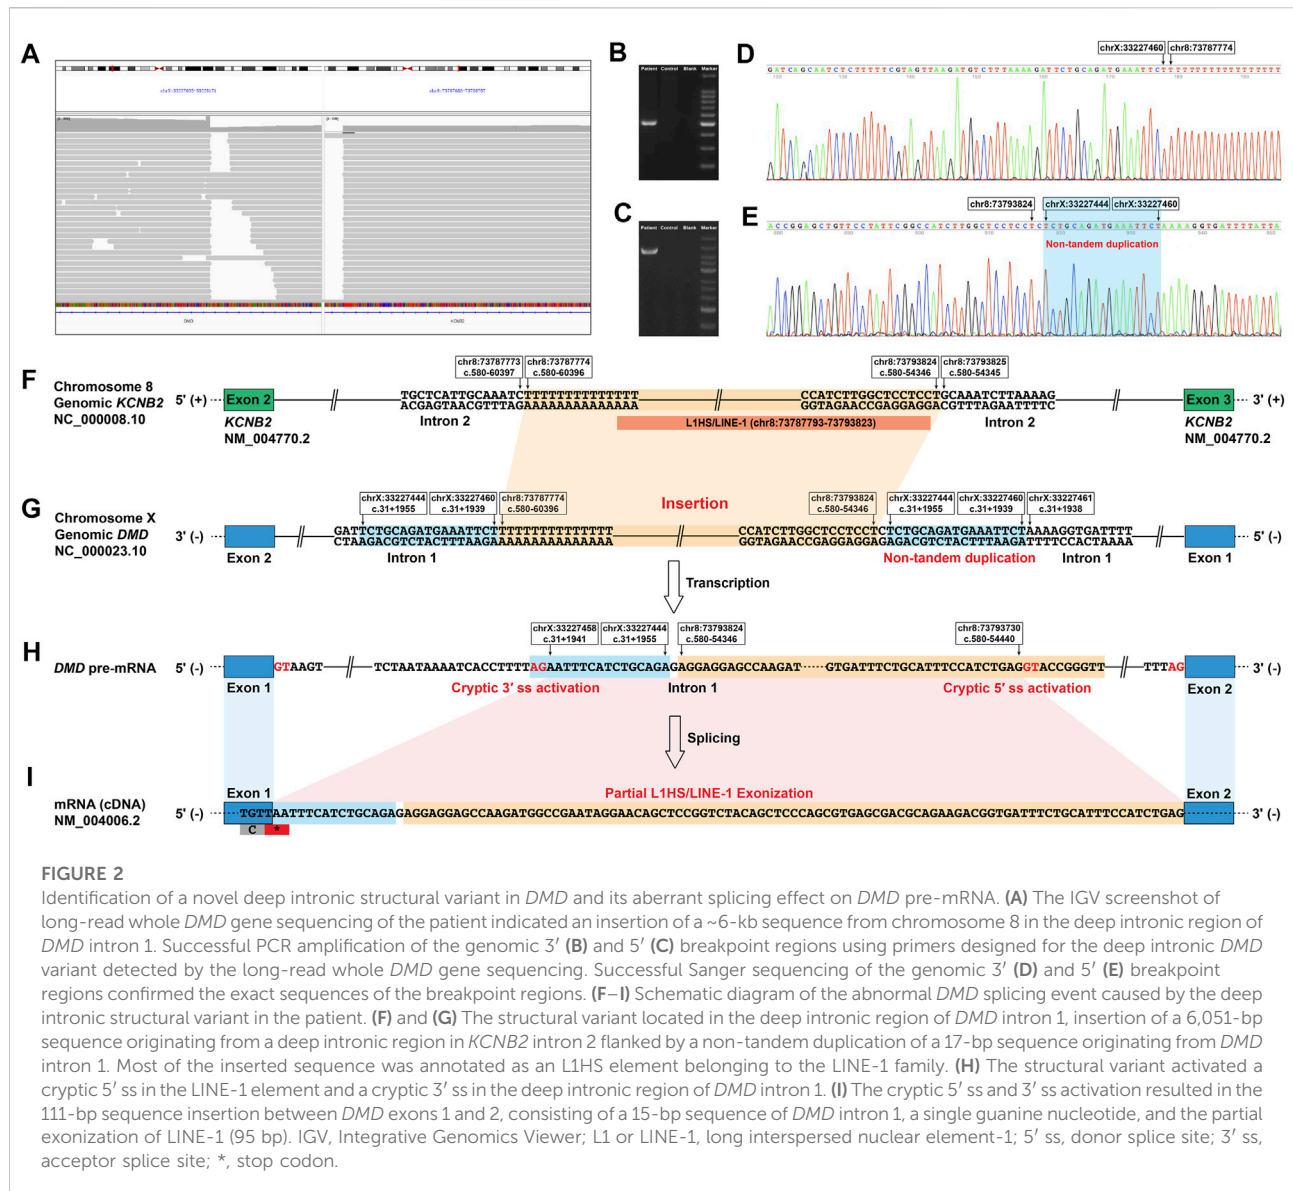 A
B
D
chrX:33227460 chr8:73787774
Patient Control Blank Marker
C
E
chr8:73793824 chrX:33227444 chrX:33227460
Patient Control Blank Marker
Non-tandem duplication
F
Chromosome 8
Genomic KCNB2
NC_000008.10
5′ (+)
Exon 2
KCNB2
NM_004770.2
chr8:73787773 chr8:73787774
c.580-60397 c.580-60396
chr8:73793824 chr8:73793825
c.580-54346 c.580-54345
TGCTCATTGCAAATCTTTTTTTTTTTTTTT
ACGAGTAACGTTTAGAAAAAAAAAAAAAAA
Intron 2
CCATCTTGGCTCCTCCTGCAAATCTTAAAAG
GGTAGAACCGAGGAGGACGTTTAGAATTTTC
Intron 2
L1HS/LINE-1 (chr8:73787793-73793823)
Exon 3
3′ (+)
KCNB2
NM_004770.2
G
Chromosome X
Genomic DMD
NC_000023.10
3′ (-)
Exon 2
chrX:33227444 chrX:33227460 chr8:73787774
c.31+1955 c.31+1939 c.580-60396
Insertion
chr8:73793824 chrX:33227444 chrX:33227460 chrX:33227461
c.580-54346 c.31+1955 c.31+1939 c.31+1938
GATTCTGCAGATGAAATTCTTTTTTTTTTTTTTTT
CTAAGACGTCTACTTTAAGAAAAAAAAAAAAAAAA
Intron 1
CCATCTTGGCTCCTCCTCTCTGCAGATGAAATTCTAAAAGGTGATTTT
GGTAGAACCGAGGAGGAGAGACGTCTACTTTAAGATTTTCCACTAAAA
Non-tandem duplication
Intron 1
Exon 1
5′ (-)
Transcription
H
DMD pre-mRNA
5′ (-)
Exon 1
GTAAGT
chrX:33227458 chrX:33227444 chr8:73793824
c.31+1941 c.31+1955 c.580-54346
chr8:73793730
c.580-54440
TCTAATAAAATCACCTTTTAGAATTTCATCTGCAGAGAGGAGGAGCCAAGAT
GTGATTTCTGCATTTCCATCTGAGGTACCGGGTT
TTTAG
Cryptic 3′ ss activation
Intron 1
Cryptic 5′ ss activation
Exon 2
3′ (-)
Splicing
I
mRNA (cDNA)
NM_004006.2
5′ (-)
Exon 1
Partial L1HS/LINE-1 Exonization
Exon 2
TGTTAATTTCATCTGCAGAGAGGAGGAGCCAAGATGGCCGAATAGGAACAGCTCCGGTCTACAGCTCCCAGCGTGAGCGACGCAGAAGACGGTGATTTCTGCATTTCCATCTGAG
3′ (-)
C *
FIGURE 2
Identification of a novel deep intronic structural variant in DMD and its aberrant splicing effect on DMD pre-mRNA. (A) The IGV screenshot of
long-read whole DMD gene sequencing of the patient indicated an insertion of a ~6-kb sequence from chromosome 8 in the deep intronic region of
DMD intron 1. Successful PCR amplification of the genomic 3′ (B) and 5′ (C) breakpoint regions using primers designed for the deep intronic DMD
variant detected by the long-read whole DMD gene sequencing. Successful Sanger sequencing of the genomic 3′ (D) and 5′ (E) breakpoint
regions confirmed the exact sequences of the breakpoint regions. (F–I) Schematic diagram of the abnormal DMD splicing event caused by the deep
intronic structural variant in the patient. (F) and (G) The structural variant located in the deep intronic region of DMD intron 1, insertion of a 6,051-bp
sequence originating from a deep intronic region in KCNB2 intron 2 flanked by a non-tandem duplication of a 17-bp sequence originating from DMD
intron 1. Most of the inserted sequence was annotated as an L1HS element belonging to the LINE-1 family. (H) The structural variant activated a
cryptic 5′ ss in the LINE-1 element and a cryptic 3′ ss in the deep intronic region of DMD intron 1. (I) The cryptic 5′ ss and 3′ ss activation resulted in the
111-bp sequence insertion between DMD exons 1 and 2, consisting of a 15-bp sequence of DMD intron 1, a single guanine nucleotide, and the partial
exonization of LINE-1 (95 bp). IGV, Integrative Genomics Viewer; L1 or LINE-1, long interspersed nuclear element-1; 5′ ss, donor splice site; 3′ ss,
acceptor splice site; *, stop codon.